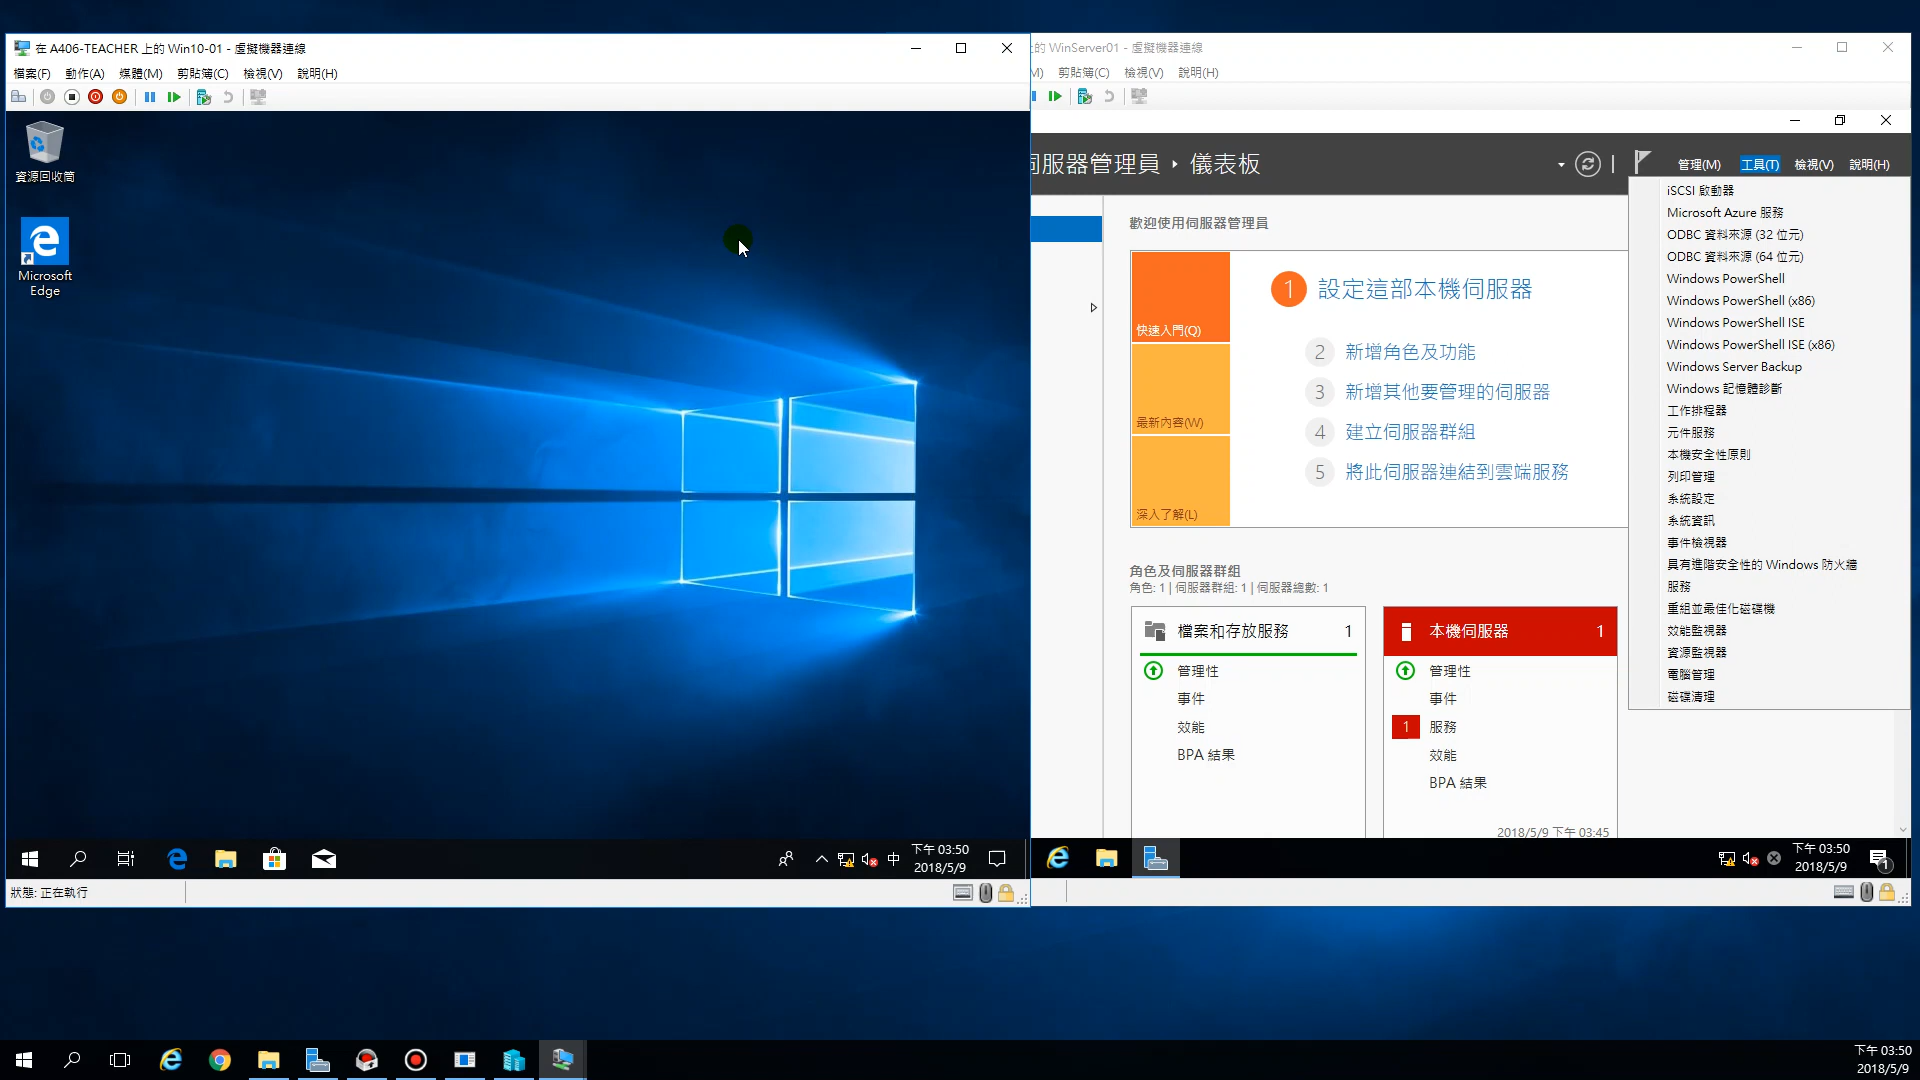 在 A406-TEACHER 上的 Win10-01 - 虛擬機器連線
檔案(F) 動作(A) 媒體(M) 剪貼簿(C) 檢視(V) 說明(H)
資源回收筒
Microsoft
Edge
下午 03:50
2018/5/9
中
狀態: 正在執行
上的 WinServer01 - 虛擬機器連線
M) 剪貼簿(C) 檢視(V) 說明(H)
伺服器管理員 ‣ 儀表板
管理(M) 工具(T) 檢視(V) 說明(H)
iSCSI 啟動器
Microsoft Azure 服務
ODBC 資料來源 (32 位元)
ODBC 資料來源 (64 位元)
Windows PowerShell
Windows PowerShell (x86)
Windows PowerShell ISE
Windows PowerShell ISE (x86)
Windows Server Backup
Windows 記憶體診斷
工作排程器
元件服務
本機安全性原則
列印管理
系統設定
系統資訊
事件檢視器
具有進階安全性的 Windows 防火牆
服務
重組並最佳化磁碟機
效能監視器
資源監視器
電腦管理
磁碟清理
歡迎使用伺服器管理員
快速入門(Q)
最新內容(W)
深入了解(L)
1 設定這部本機伺服器
2 新增角色及功能
3 新增其他要管理的伺服器
4 建立伺服器群組
5 將此伺服器連結到雲端服務
角色及伺服器群組
角色: 1 | 伺服器群組: 1 | 伺服器總數: 1
檔案和存放服務 1
管理性
事件
效能
BPA 結果
本機伺服器 1
管理性
事件
1 服務
效能
BPA 結果
2018/5/9 下午 03:45
下午 03:50
2018/5/9
1
下午 03:50
2018/5/9